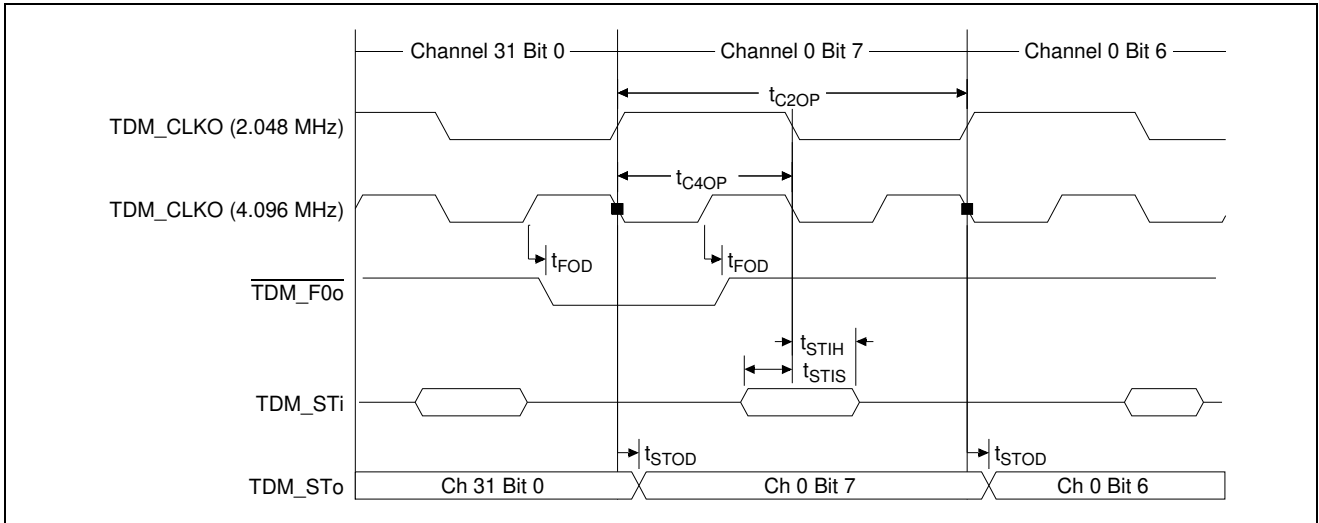 Channel 31 Bit 0 Channel 0 Bit 7 Channel 0 Bit 6
tC2OP
TDM_CLKO (2.048 MHz)
tC4OP
TDM_CLKO (4.096 MHz)
tFOD tFOD
TDM_F0o
tSTIH
tSTIS
TDM_STi
tSTOD tSTOD
TDM_STo Ch 31 Bit 0 Ch 0 Bit 7 Ch 0 Bit 6